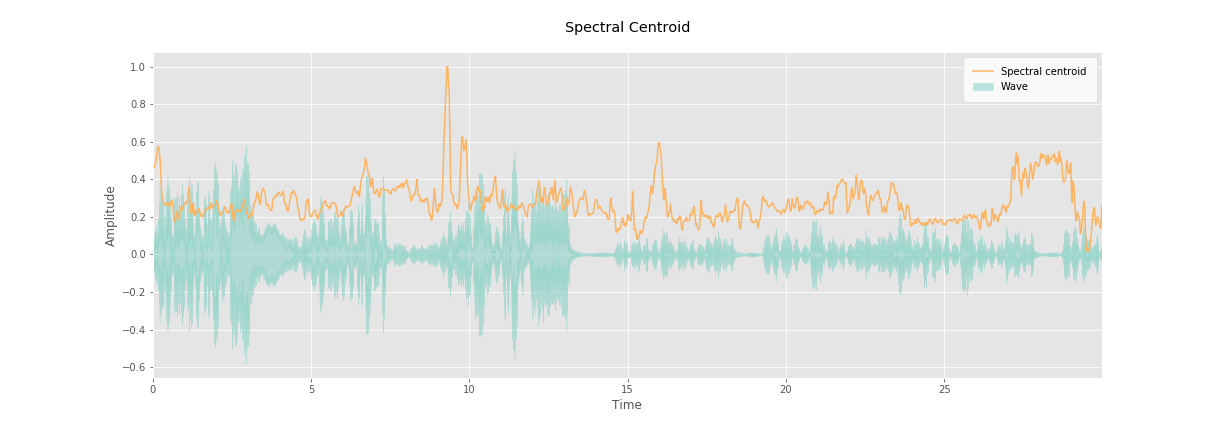 Spectral Centroid
Spectral centroid
Wave
1.0
0.8
0.6
0.4
0.2
0.0
−0.2
−0.4
−0.6
Amplitude
0 5 10 15 20 25
Time